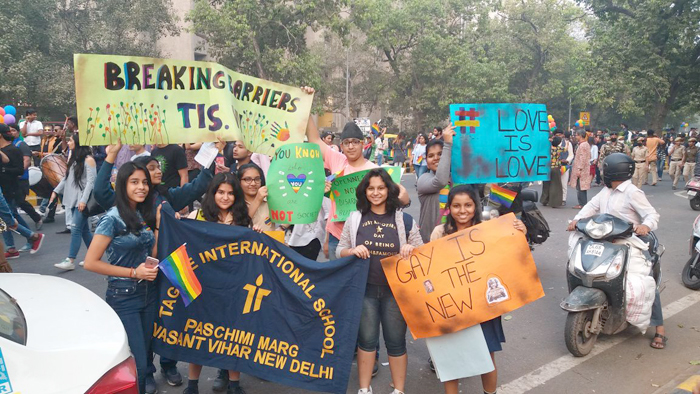 BREAKING BARRIERS
TIS.
YOU KNOW
NOT
# LOVE
IS
LOVE
TAGORE INTERNATIONAL SCHOOL
PASCHIMI MARG
VASANT VIHAR NEW DELHI
GAY IS
THE
NEW